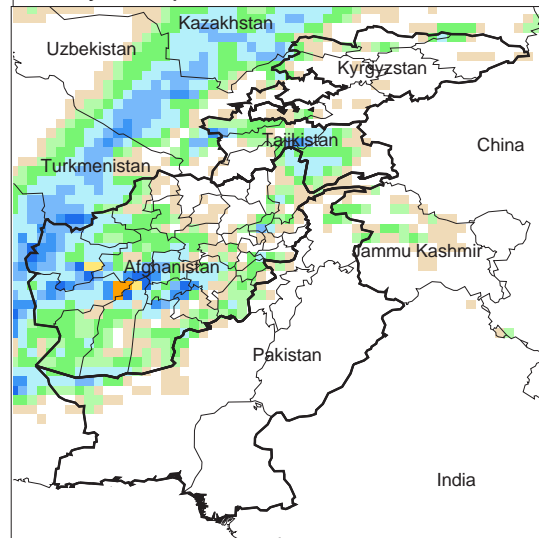 Kazakhstan
Uzbekistan
Kyrgyzstan
Tajikistan
China
Turkmenistan
Jammu Kashmir
Afghanistan
Pakistan
India